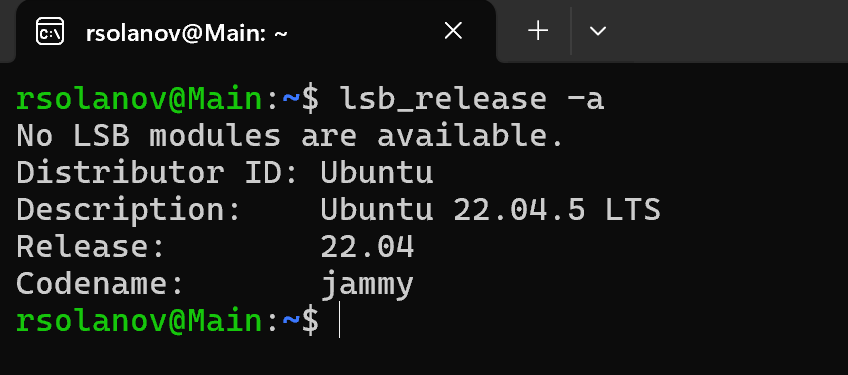 rsolanov@Main: ~
rsolanov@Main:~$ lsb_release -a
No LSB modules are available.
Distributor ID: Ubuntu
Description:    Ubuntu 22.04.5 LTS
Release:        22.04
Codename:       jammy
rsolanov@Main:~$